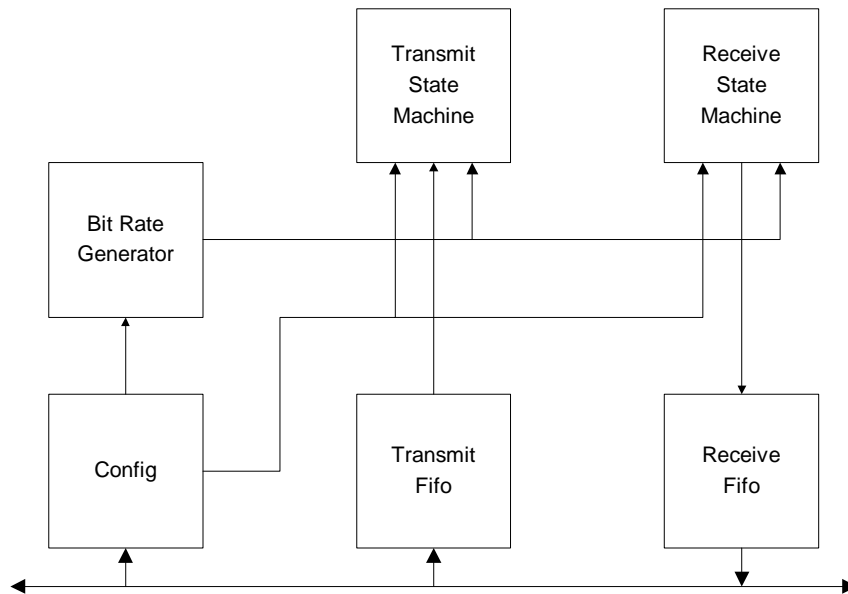 Transmit
State
Machine
Receive
State
Machine
Bit Rate
Generator
Config
Transmit
Fifo
Receive
Fifo